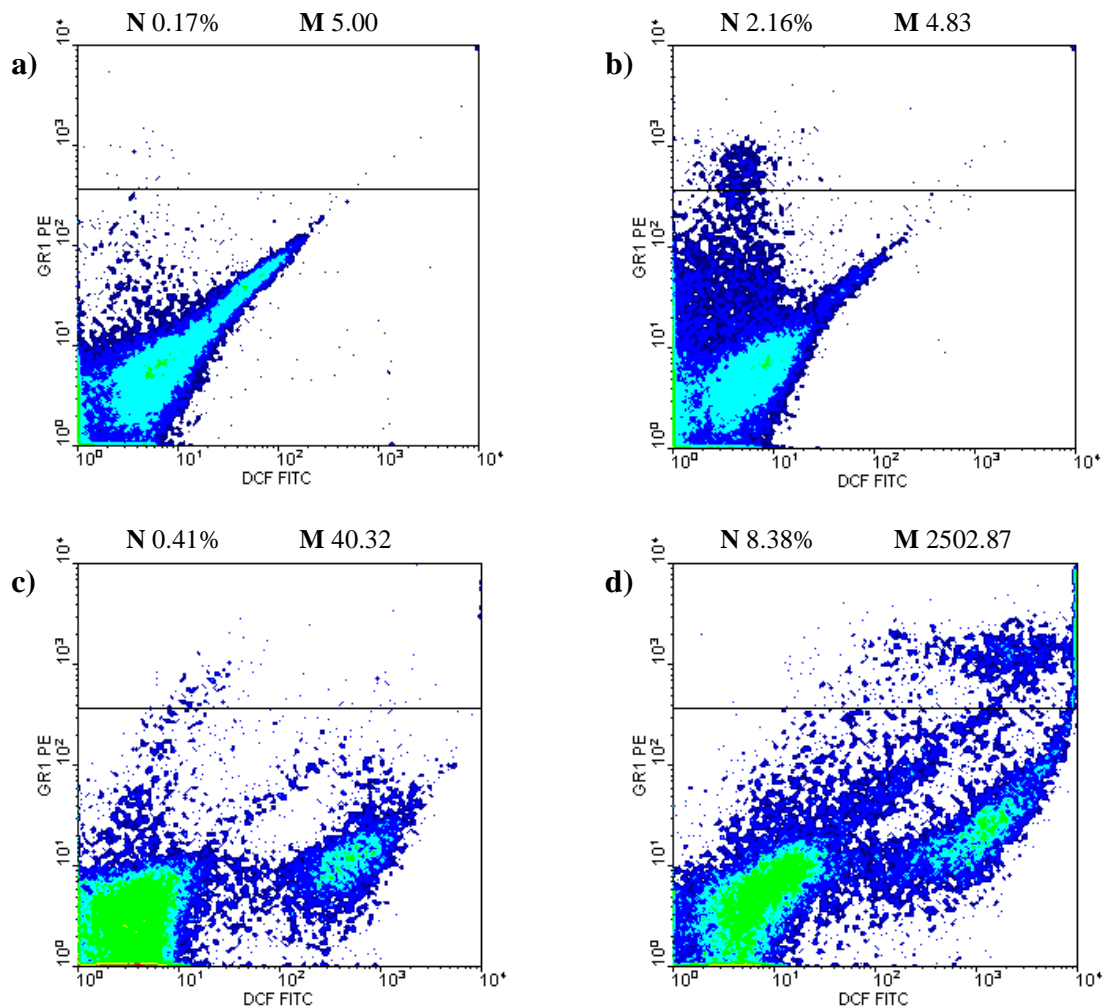 N 0.17% M 5.00
a)
10⁴
10³
10²
10¹
10⁰
GR1 PE
10⁰ 10¹ 10² 10³ 10⁴
DCF FITC
N 2.16% M 4.83
b)
10⁴
10³
10²
10¹
10⁰
GR1 PE
10⁰ 10¹ 10² 10³ 10⁴
DCF FITC
N 0.41% M 40.32
c)
10⁴
10³
10²
10¹
10⁰
GR1 PE
10⁰ 10¹ 10² 10³ 10⁴
DCF FITC
N 8.38% M 2502.87
d)
10⁴
10³
10²
10¹
10⁰
GR1 PE
10⁰ 10¹ 10² 10³ 10⁴
DCF FITC